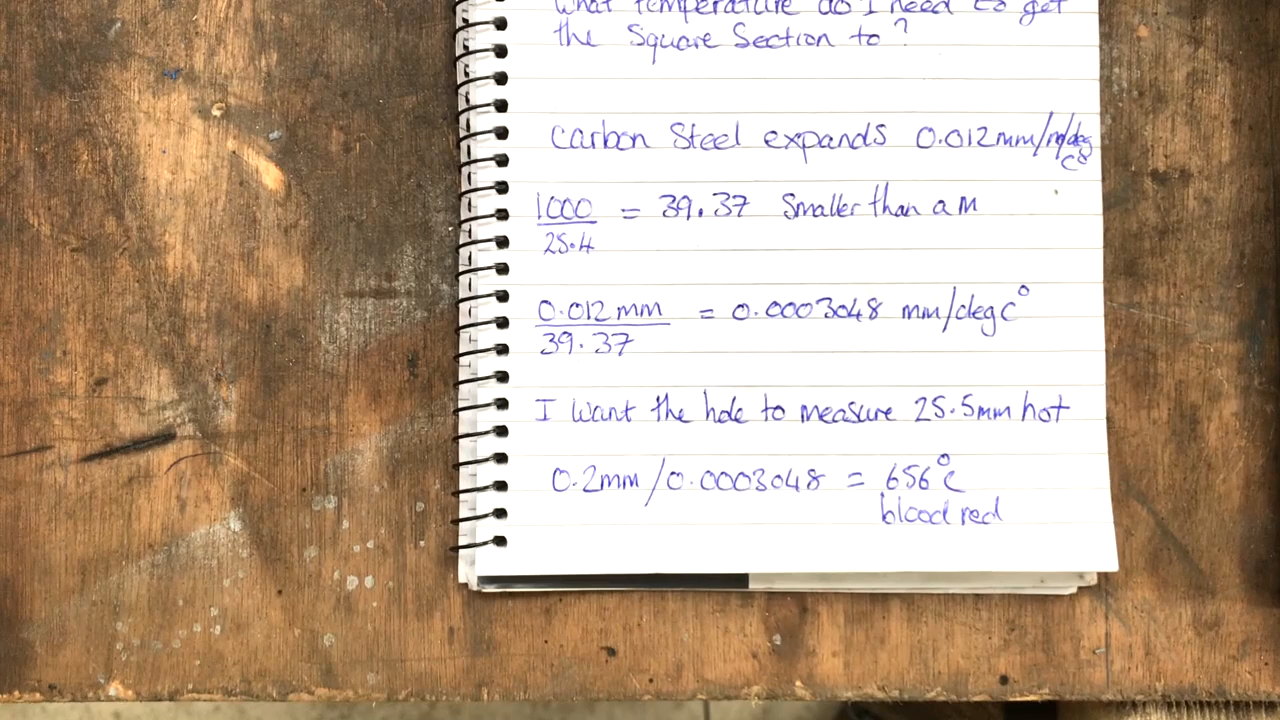 What temperature do I need to get
the Square Section to?
Carbon Steel expands 0.012mm/m/deg
c°
1000
25.4
= 39.37 Smaller than a M
0.012mm
39.37
= 0.0003048 mm/deg c°
I want the hole to measure 25.5mm hot
0.2mm/0.0003048 = 656°c
blood red